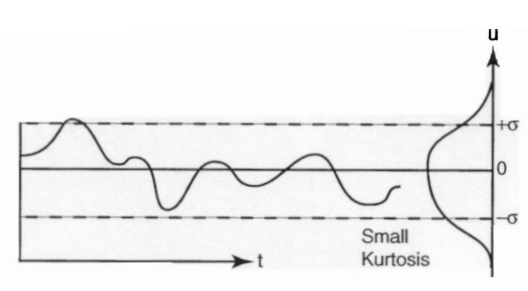 u
+σ
0
-σ
t
Small
Kurtosis